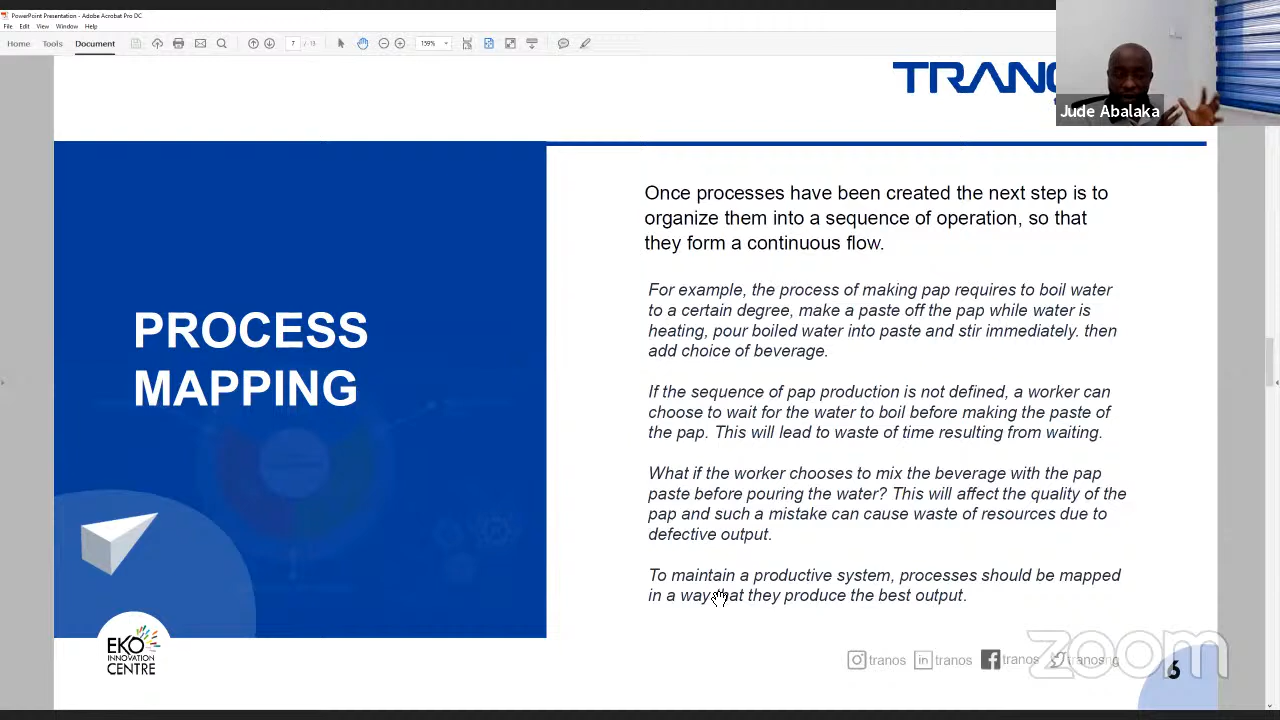 PowerPoint Presentation - Adobe Acrobat Pro DC
File Edit View Window Help
Home Tools Document 7 / 13 159%
TRANO
Jude Abalaka
PROCESS
MAPPING
Once processes have been created the next step is to
organize them into a sequence of operation, so that
they form a continuous flow.
For example, the process of making pap requires to boil water
to a certain degree, make a paste off the pap while water is
heating, pour boiled water into paste and stir immediately. then
add choice of beverage.
If the sequence of pap production is not defined, a worker can
choose to wait for the water to boil before making the paste of
the pap. This will lead to waste of time resulting from waiting.
What if the worker chooses to mix the beverage with the pap
paste before pouring the water? This will affect the quality of the
pap and such a mistake can cause waste of resources due to
defective output.
To maintain a productive system, processes should be mapped
in a way that they produce the best output.
EKO
INNOVATION
CENTRE
tranos tranos tranos tranosng
zoom
6